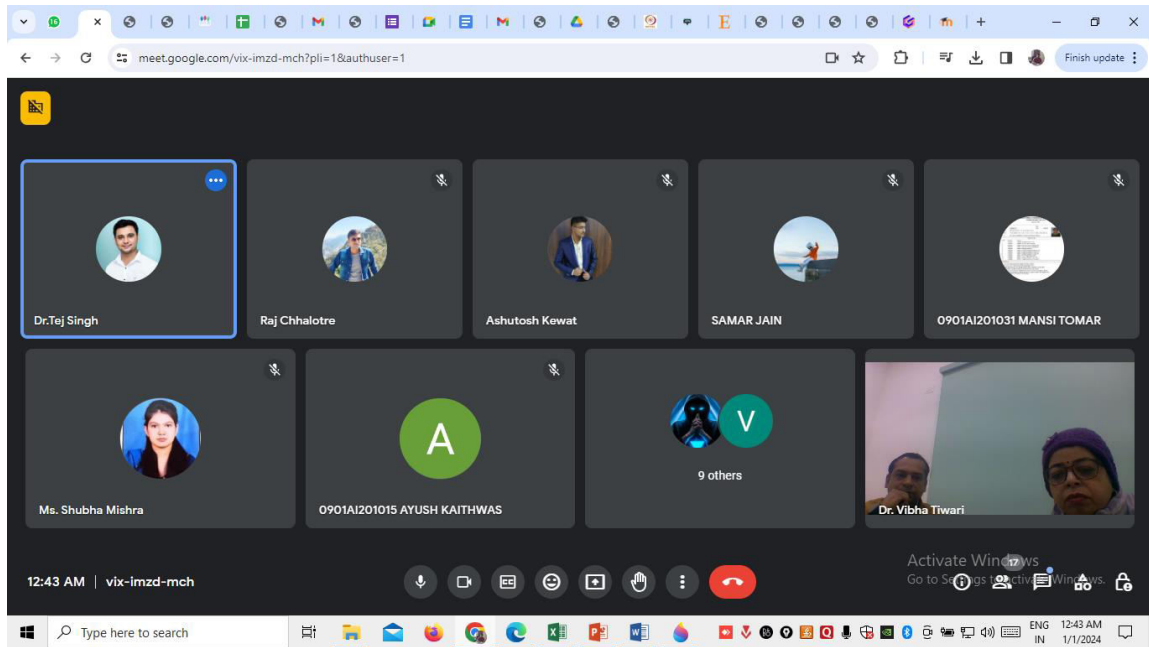 meet.google.com/vix-imzd-mch?pli=1&authuser=1
Finish update
Dr.Tej Singh
Raj Chhalotre
Ashutosh Kewat
SAMAR JAIN
0901AI201031 MANSI TOMAR
Ms. Shubha Mishra
A
0901AI201015 AYUSH KAITHWAS
V
9 others
Dr. Vibha Tiwari
Activate Windows
Go to Settings to activate Windows.
17
12:43 AM | vix-imzd-mch
CC
Type here to search
ENG
IN
12:43 AM
1/1/2024